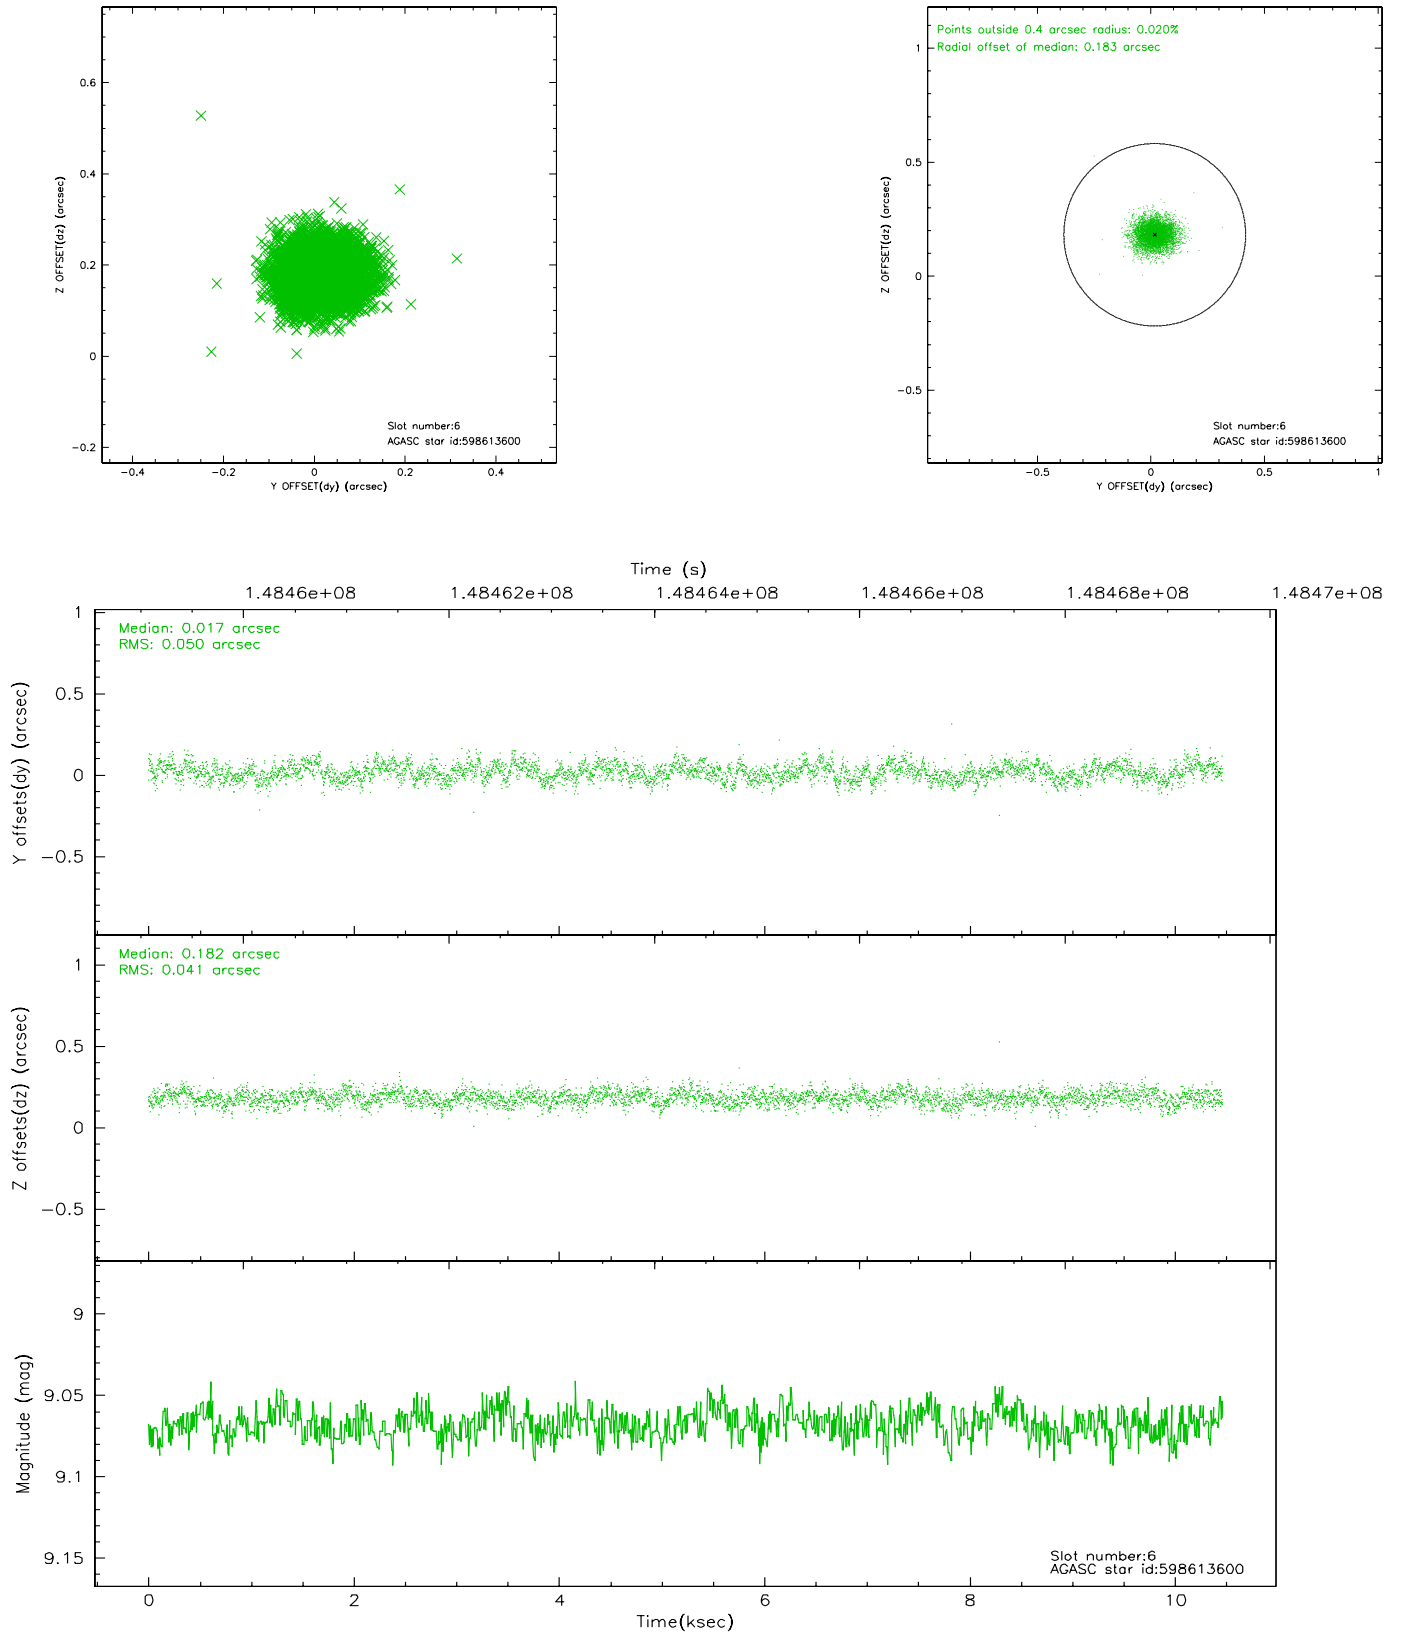 0.6
0.4
0.2
0
−0.2
Z OFFSET(dz) (arcsec)
Slot number:6
AGASC star id:598613600
−0.4 −0.2 0 0.2 0.4
Y OFFSET(dy) (arcsec)
Points outside 0.4 arcsec radius: 0.020%
Radial offset of median: 0.183 arcsec
1
0.5
0
−0.5
Z OFFSET(dz) (arcsec)
Slot number:6
AGASC star id:598613600
−0.5 0 0.5 1
Y OFFSET(dy) (arcsec)
Time (s)
1.4846e+08 1.48462e+08 1.48464e+08 1.48466e+08 1.48468e+08 1.4847e+08
Median: 0.017 arcsec
RMS: 0.050 arcsec
1
0.5
0
−0.5
Y offsets(dy) (arcsec)
Median: 0.182 arcsec
RMS: 0.041 arcsec
1
0.5
0
−0.5
Z offsets(dz) (arcsec)
9
9.05
9.1
9.15
Magnitude (mag)
Slot number:6
AGASC star id:598613600
0 2 4 6 8 10
Time(ksec)